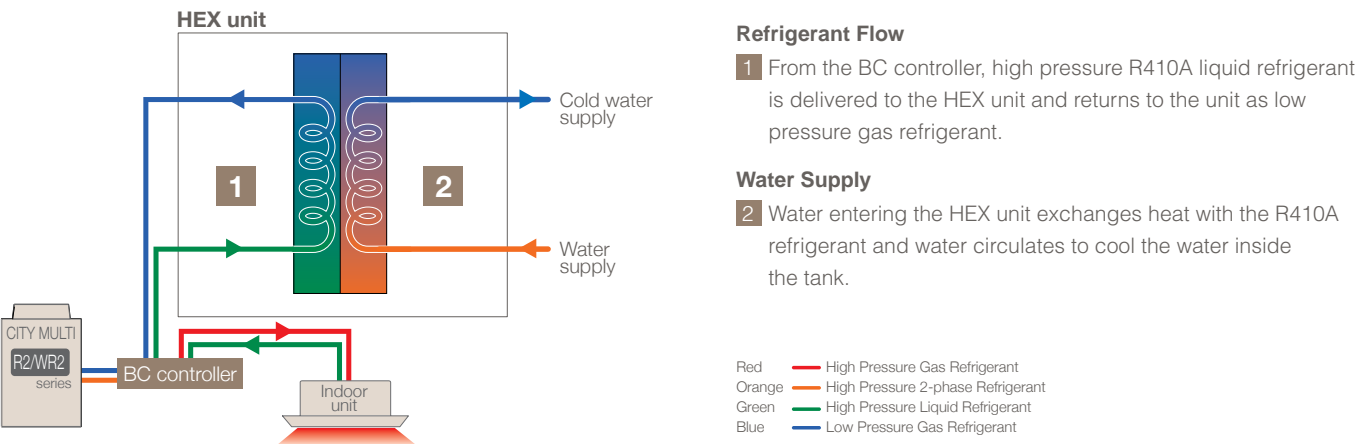 HEX unit
Cold water
supply
1
2
Water
supply
CITY MULTI
R2/WR2
series
BC controller
Indoor
unit
Refrigerant Flow
1 From the BC controller, high pressure R410A liquid refrigerant
is delivered to the HEX unit and returns to the unit as low
pressure gas refrigerant.
Water Supply
2 Water entering the HEX unit exchanges heat with the R410A
refrigerant and water circulates to cool the water inside
the tank.
Red High Pressure Gas Refrigerant
Orange High Pressure 2-phase Refrigerant
Green High Pressure Liquid Refrigerant
Blue Low Pressure Gas Refrigerant